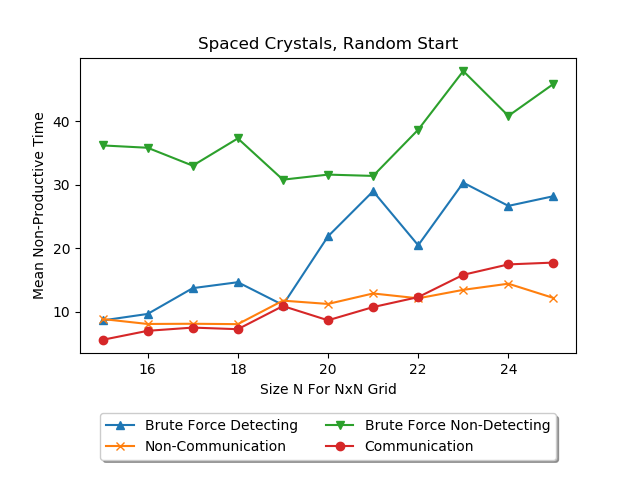 Spaced Crystals, Random Start
Mean Non-Productive Time
40
30
20
10
16 18 20 22 24
Size N For NxN Grid
Brute Force Detecting Brute Force Non-Detecting
Non-Communication Communication